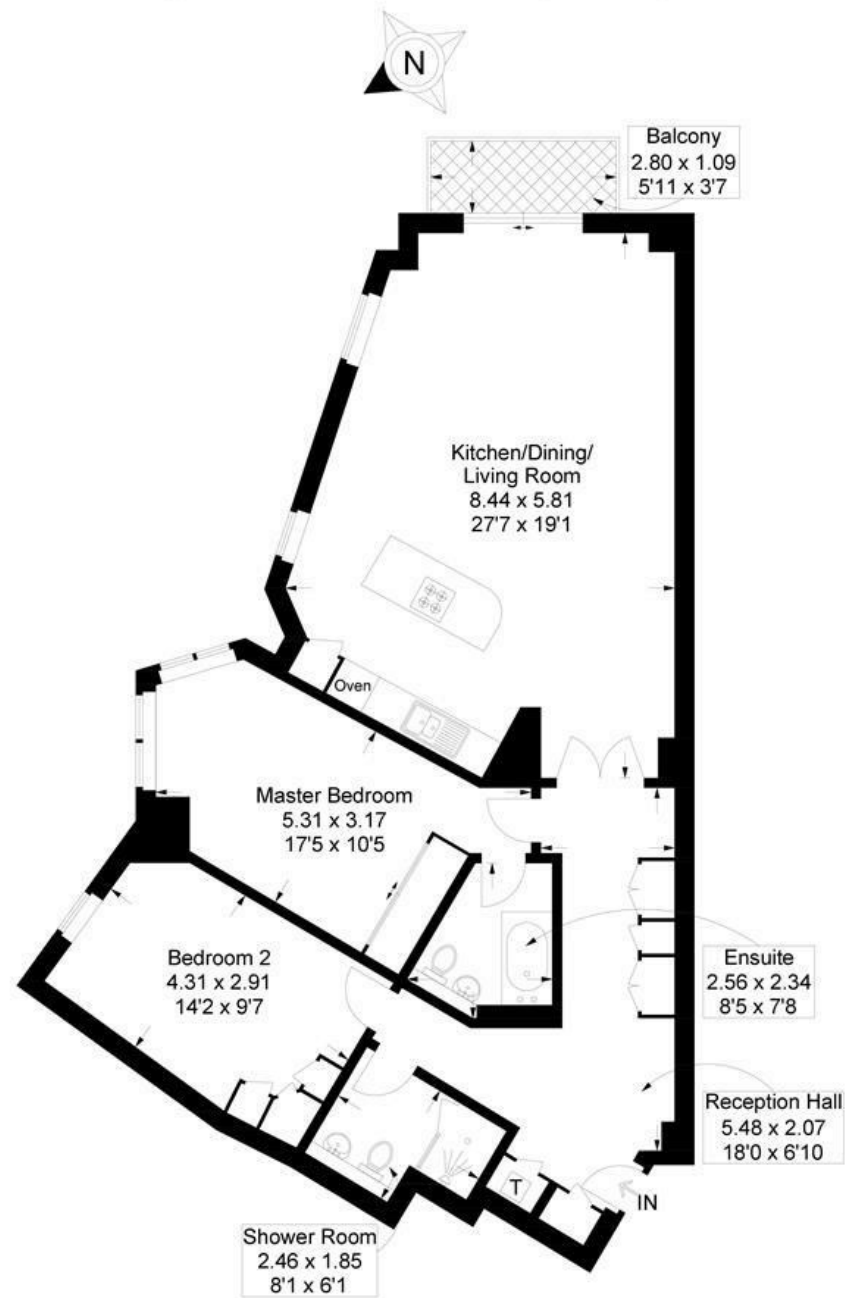 N
Balcony
2.80 x 1.09
5'11 x 3'7
Kitchen/Dining/
Living Room
8.44 x 5.81
27'7 x 19'1
Oven
Master Bedroom
5.31 x 3.17
17'5 x 10'5
Bedroom 2
4.31 x 2.91
14'2 x 9'7
Ensuite
2.56 x 2.34
8'5 x 7'8
Reception Hall
5.48 x 2.07
18'0 x 6'10
T
IN
Shower Room
2.46 x 1.85
8'1 x 6'1